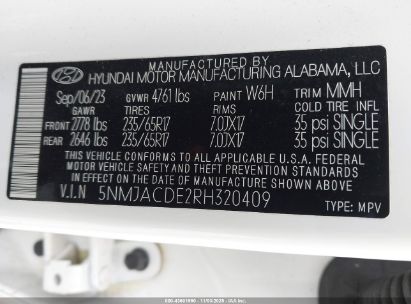 MANUFACTURED BY
HYUNDAI MOTOR MANUFACTURING ALABAMA, LLC
Sep/06/23 GVWR 4761 lbs PAINT W6H TRIM MMH
GAWR TIRES RIMS COLD TIRE INFL
FRONT 2778 lbs 235/65R17 7.0JX17 35 psi SINGLE
REAR 2646 lbs 235/65R17 7.0JX17 35 psi SINGLE
THIS VEHICLE CONFORMS TO ALL APPLICABLE U.S.A. FEDERAL
MOTOR VEHICLE SAFETY AND BUMPER AND THEFT PREVENTION
STANDARDS IN EFFECT ON THE DATE OF MANUFACTURE SHOWN ABOVE.
V.I.N 5NMJACDE2RH320409
TYPE: MPV